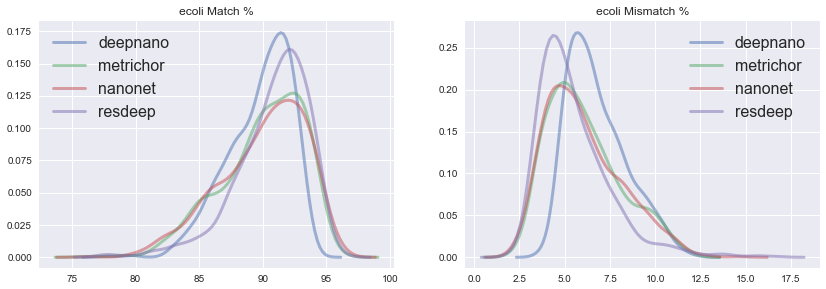 ecoli Match %
0.175
0.150
0.125
0.100
0.075
0.050
0.025
0.000
deepnano
metrichor
nanonet
resdeep
75 80 85 90 95 100
ecoli Mismatch %
0.25
0.20
0.15
0.10
0.05
0.00
deepnano
metrichor
nanonet
resdeep
0.0 2.5 5.0 7.5 10.0 12.5 15.0 17.5